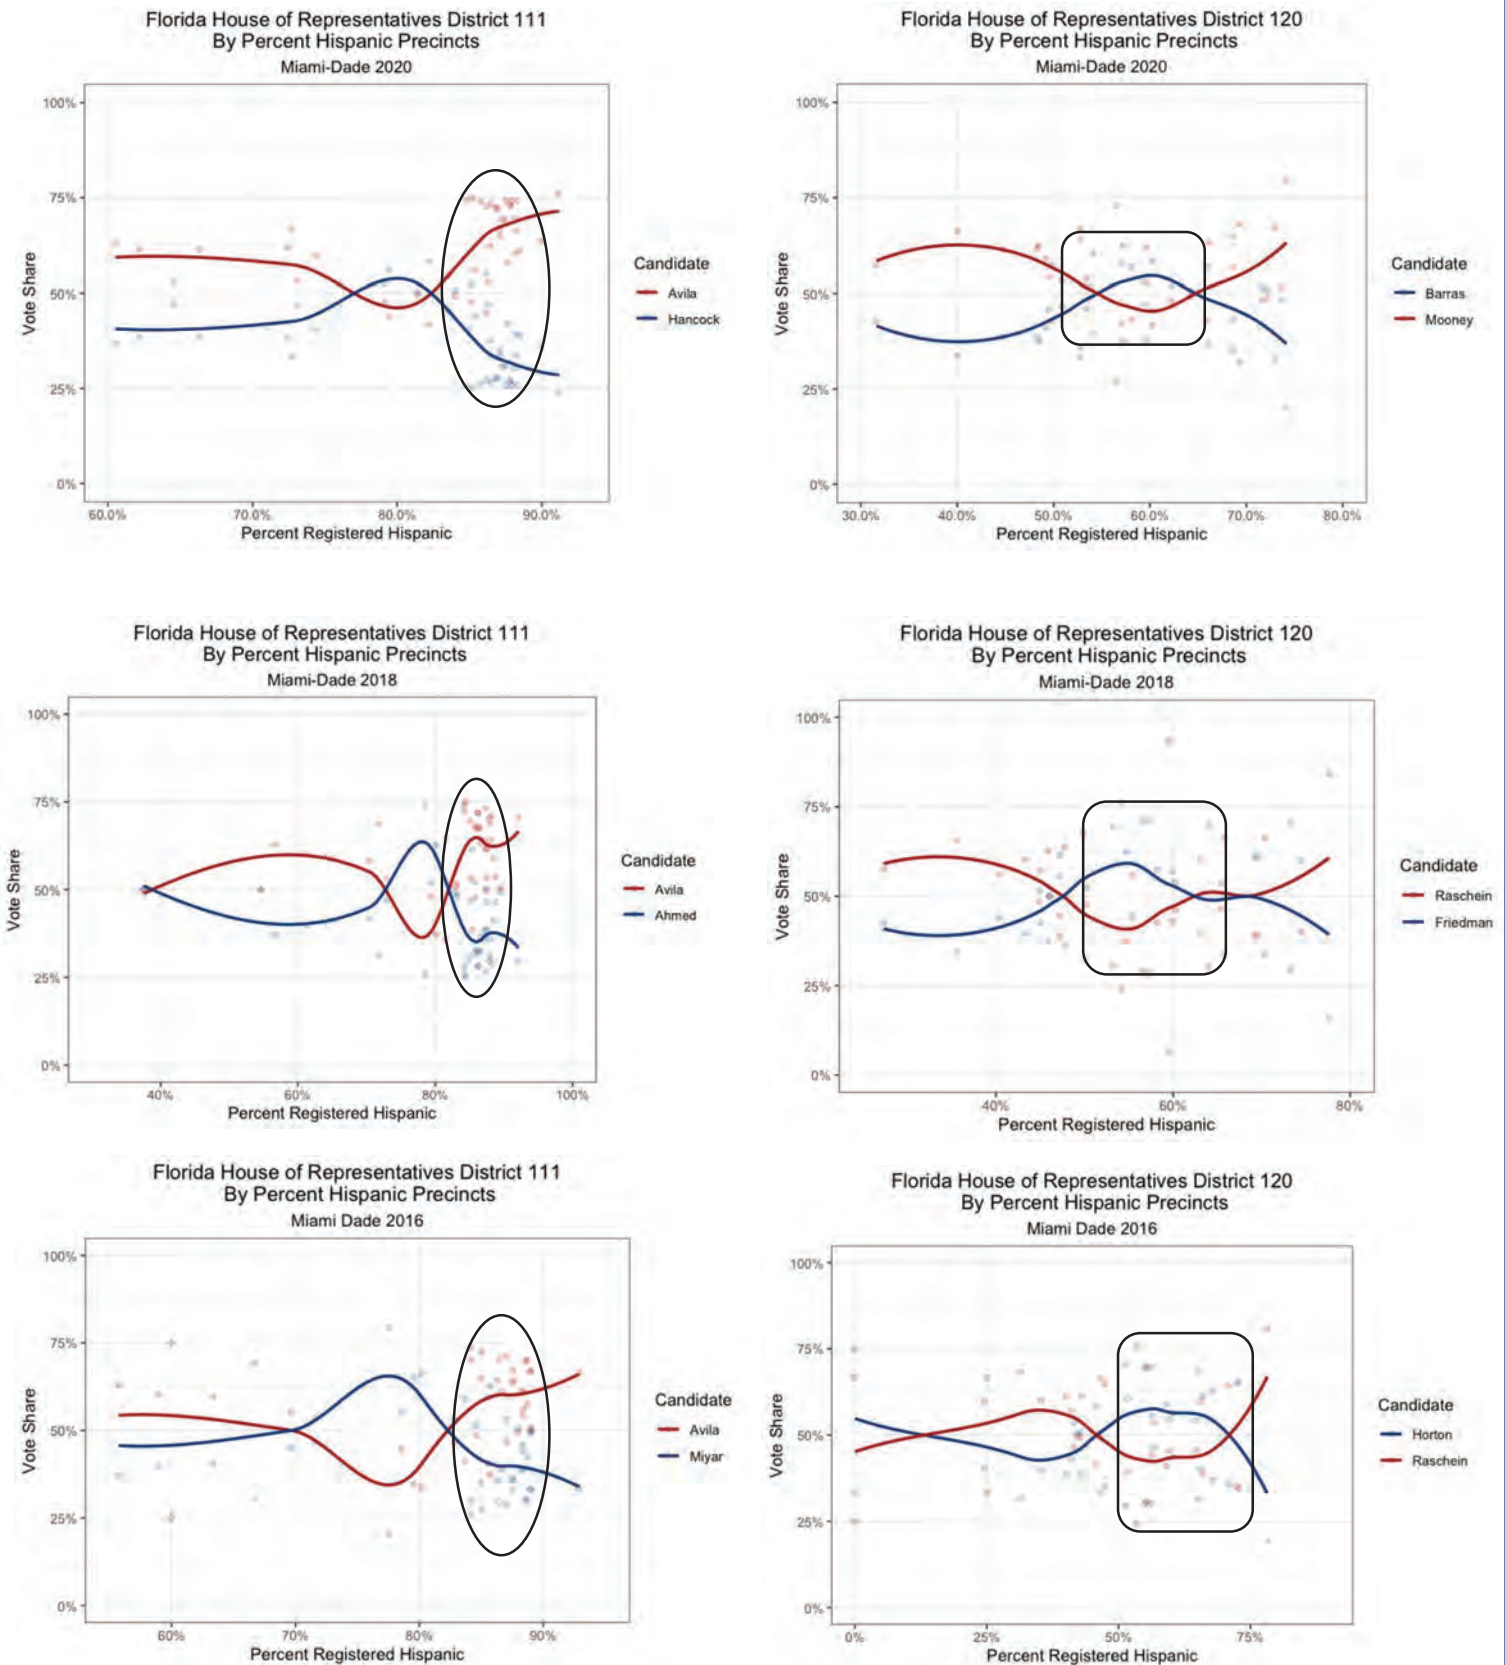 Florida House of Representatives District 111
By Percent Hispanic Precincts
Miami-Dade 2020
100%
75%
50%
25%
0%
Vote Share
60.0%
70.0%
80.0%
90.0%
Percent Registered Hispanic
Candidate
Avila
Hancock
Florida House of Representatives District 120
By Percent Hispanic Precincts
Miami-Dade 2020
100%
75%
50%
25%
0%
Vote Share
30.0%
40.0%
50.0%
60.0%
70.0%
80.0%
Percent Registered Hispanic
Candidate
Barras
Mooney
Florida House of Representatives District 111
By Percent Hispanic Precincts
Miami-Dade 2018
100%
75%
50%
25%
0%
Vote Share
40%
60%
80%
100%
Percent Registered Hispanic
Candidate
Avila
Ahmed
Florida House of Representatives District 120
By Percent Hispanic Precincts
Miami-Dade 2018
100%
75%
50%
25%
0%
Vote Share
40%
60%
80%
Percent Registered Hispanic
Candidate
Raschein
Friedman
Florida House of Representatives District 111
By Percent Hispanic Precincts
Miami Dade 2016
100%
75%
50%
25%
0%
Vote Share
60%
70%
80%
90%
Percent Registered Hispanic
Candidate
Avila
Miyar
Florida House of Representatives District 120
By Percent Hispanic Precincts
Miami Dade 2016
100%
75%
50%
25%
0%
Vote Share
0%
25%
50%
75%
Percent Registered Hispanic
Candidate
Horton
Raschein